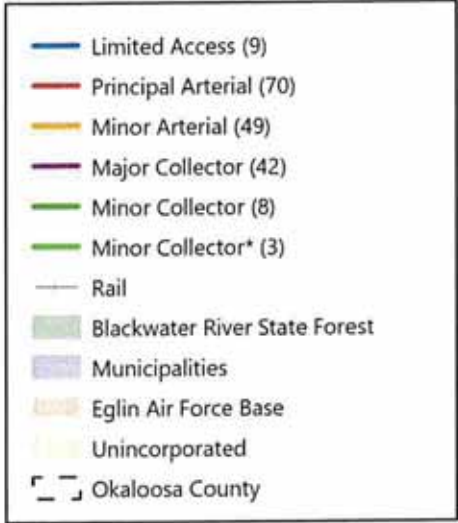 Limited Access (9)
Principal Arterial (70)
Minor Arterial (49)
Major Collector (42)
Minor Collector (8)
Minor Collector* (3)
Rail
Blackwater River State Forest
Municipalities
Eglin Air Force Base
Unincorporated
Okaloosa County